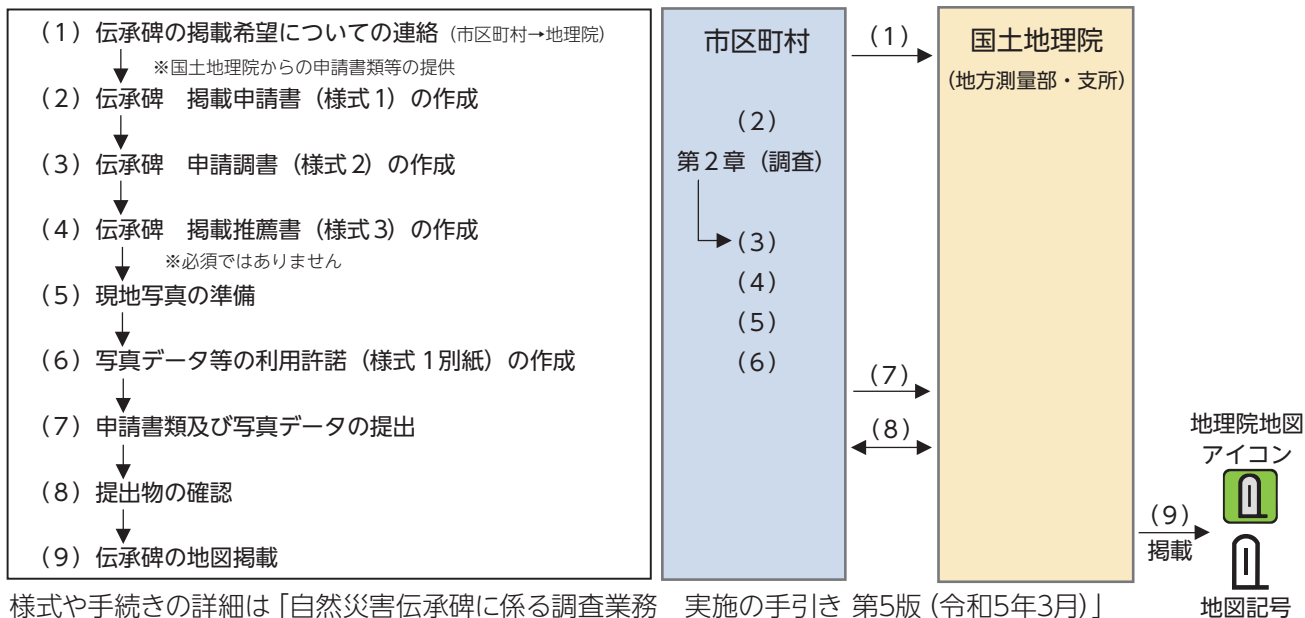 (1) 伝承碑の掲載希望についての連絡 (市区町村→地理院)
※国土地理院からの申請書類等の提供
(2) 伝承碑　掲載申請書 (様式1) の作成
(3) 伝承碑　申請調書 (様式2) の作成
(4) 伝承碑　掲載推薦書 (様式3) の作成
※必須ではありません
(5) 現地写真の準備
(6) 写真データ等の利用許諾 (様式 1別紙) の作成
(7) 申請書類及び写真データの提出
(8) 提出物の確認
(9) 伝承碑の地図掲載
市区町村
(2)
第2章 (調査)
(3)
(4)
(5)
(6)
(1)
(7)
(8)
国土地理院
(地方測量部・支所)
(9)
掲載
地理院地図
アイコン
地図記号
様式や手続きの詳細は「自然災害伝承碑に係る調査業務　実施の手引き 第5版 (令和5年3月)」